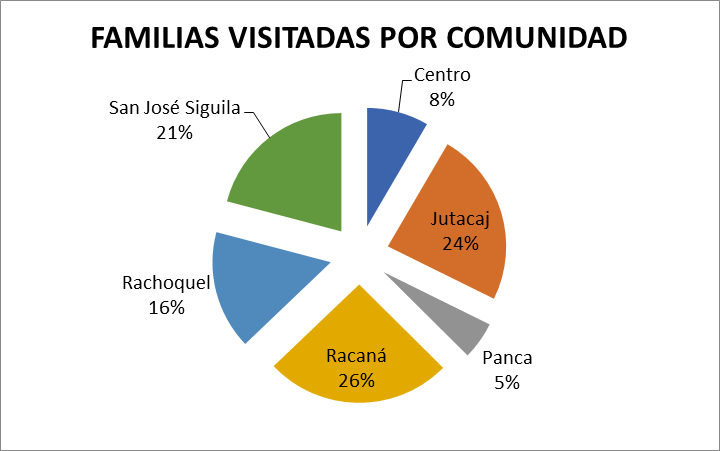 FAMILIAS VISITADAS POR COMUNIDAD
Centro
8%
Jutacaj
24%
Panca
5%
Racaná
26%
Rachoquel
16%
San José Siguila
21%